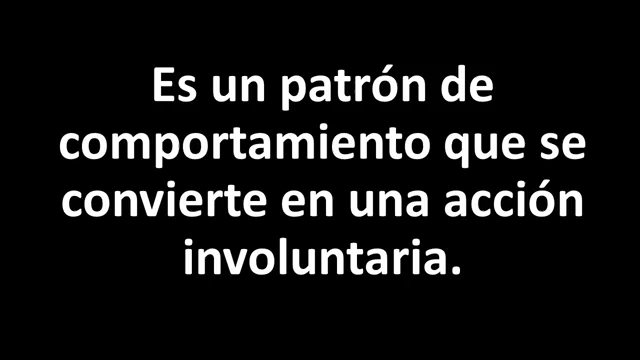 Es un patrón de
comportamiento que se
convierte en una acción
involuntaria.